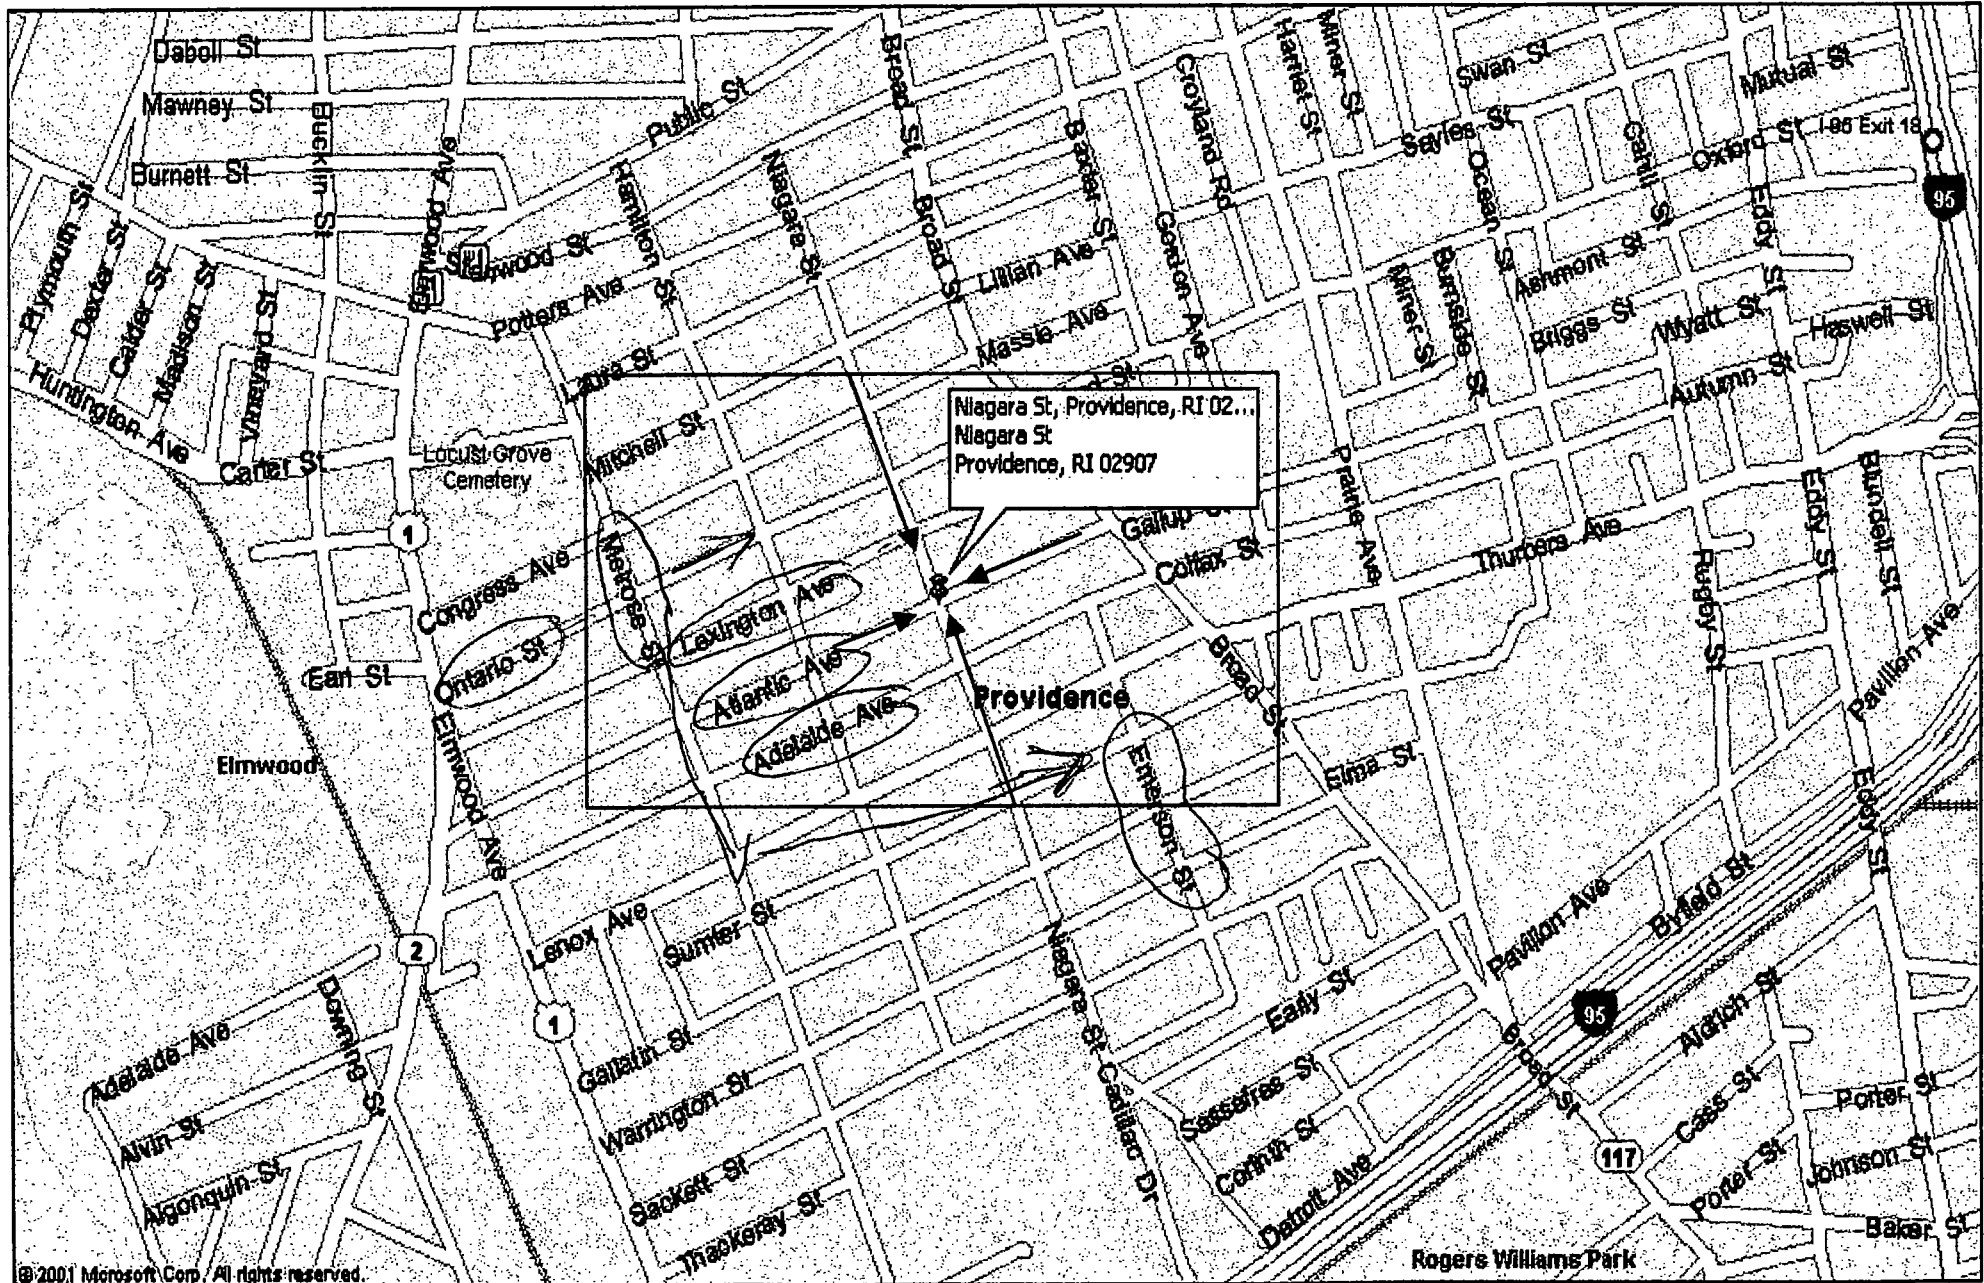 Daboll St
Mawney St
Burnett St
Bucklin St
Elmwood Ave
Public St
Hamilton St
Niagara St
Broad St
Broad St
Baxter St
Croyland Rd
Harriet St
Miner St
Swan St
Sayles St
Mutual St
Oxford St
I-95 Exit 18
95
Ocean St
Cahill St
Eddy St
Plymouth St
Dexter St
Calder St
Madison St
Vineyard St
Huntington Ave
Potters Ave
Laura St
Lillian Ave
Massie Ave
Gordon Ave
Miner St
Burnside St
Ashmont St
Briggs St
Wyatt St
Haswell St
Autumn St
Mitchell St
Niagara St, Providence, RI 02...
Niagara St
Providence, RI 02907
Carter St
Locust Grove
Cemetery
1
Congress Ave
Melrose St
Lexington Ave
Gallup St
Colfax St
Prairie Ave
Thurbers Ave
Rugby St
Eddy St
Blundell St
Ontario St
Earl St
Atlantic Ave
Adelaide Ave
Providence
Broad St
Pavilion Ave
Elmwood
Elmwood Ave
Emerson St
Elma St
Eddy St
Lenox Ave
Sumter St
2
Niagara St
Pavilion Ave
Byfield St
Early St
95
Aldrich St
Downing St
1
Adelaide Ave
Gallatin St
Alvin St
Warrington St
Cadillac Dr
Sassafras St
Broad St
Cass St
Porter St
Corinth St
117
Algonquin St
Sackett St
Detroit Ave
Porter St
Johnson St
Thackeray St
Baker St
Rogers Williams Park
© 2001 Microsoft Corp. All rights reserved.